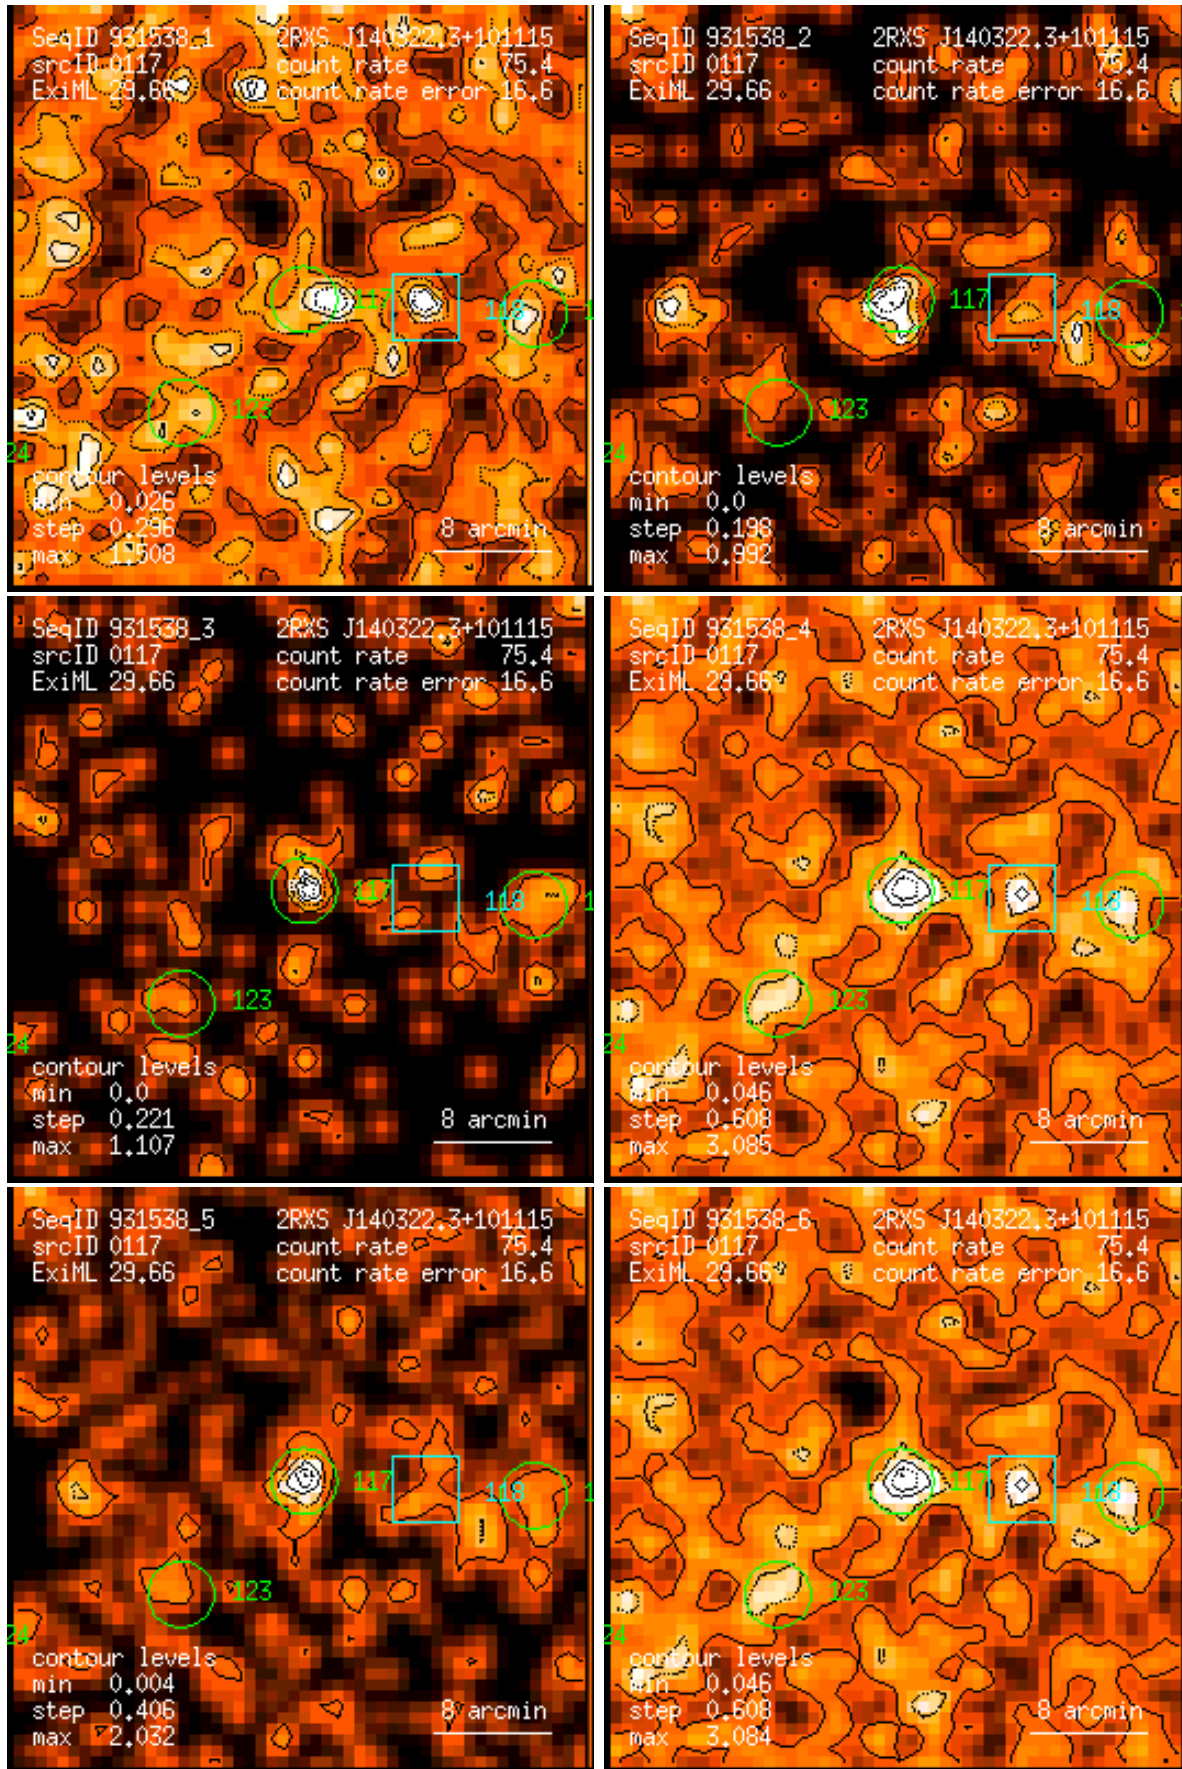 SeqID 931538_1 2RXS J140322.3+101115
srcID 0117 count rate 75.4
ExiML 29.66 count rate error 16.6
117
118
1
123
24
contour levels
min 0.026
step 0.296
max 1.508
8 arcmin
SeqID 931538_2 2RXS J140322.3+101115
srcID 0117 count rate 75.4
ExiML 29.66 count rate error 16.6
117
118
123
24
contour levels
min 0.0
step 0.198
max 0.992
8 arcmin
SeqID 931538_3 2RXS J140322.3+101115
srcID 0117 count rate 75.4
ExiML 29.66 count rate error 16.6
117
118
1
123
24
contour levels
min 0.0
step 0.221
max 1.107
8 arcmin
SeqID 931538_4 2RXS J140322.3+101115
srcID 0117 count rate 75.4
ExiML 29.66 count rate error 16.6
117
118
123
24
contour levels
min 0.046
step 0.608
max 3.085
8 arcmin
SeqID 931538_5 2RXS J140322.3+101115
srcID 0117 count rate 75.4
ExiML 29.66 count rate error 16.6
117
118
1
123
24
contour levels
min 0.004
step 0.406
max 2.032
8 arcmin
SeqID 931538_6 2RXS J140322.3+101115
srcID 0117 count rate 75.4
ExiML 29.66 count rate error 16.6
117
118
123
24
contour levels
min 0.046
step 0.608
max 3.084
8 arcmin